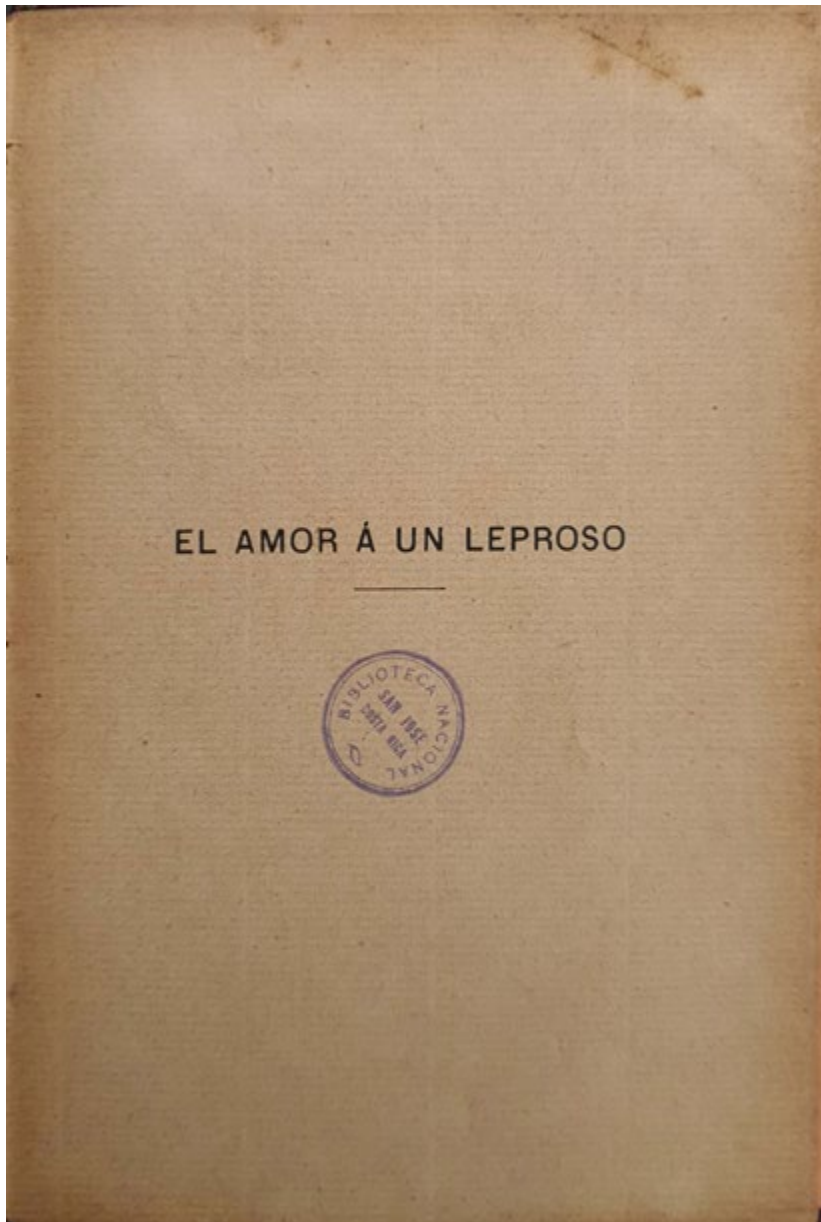 EL AMOR Á UN LEPROSO
BIBLIOTECA NACIONAL
SAN JOSE
COSTA RICA